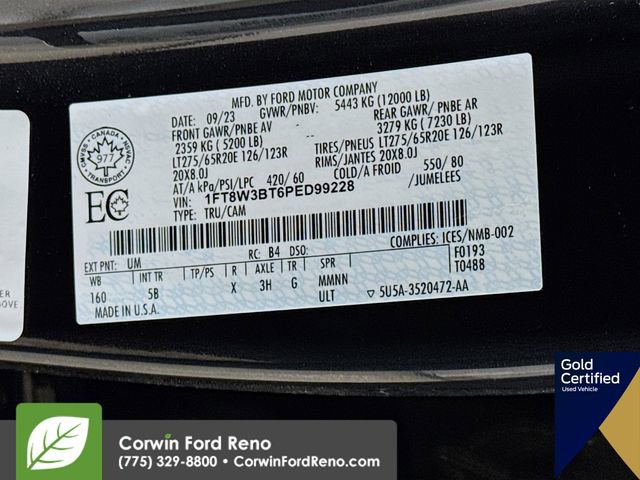 MFD. BY FORD MOTOR COMPANY
DATE: 09/23 GVWR/PNBV: 5443 KG (12000 LB)
FRONT GAWR/PNBE AV -- REAR GAWR/ PNBE AR
2359 KG ( 5200 LB) 3279 KG ( 7230 LB)
LT275/65R20E 126/123R TIRES/PNEUS LT275/65R20E 126/123R
20X8.0J RIMS/JANTES 20X8.0J
AT/A kPa/PSI/LPC 420/ 60 COLD/A FROID 550/ 80
VIN: 1FT8W3BT6PED99228 /JUMELEES
TYPE: TRU/CAM
CANADA
CMVSS NSVAC
977
TRANSPORT
EC
COMPLIES: ICES/NMB-002
EXT PNT: UM RC: B4 DSO: F0193
WB INT TR TP/PS R AXLE TR SPR T0488
160 5B X 3H G MMNN
MADE IN U.S.A. ULT ▽ 5U5A-3520472-AA
ER
OVE
Gold
Certified
Used Vehicle
Corwin Ford Reno
(775) 329-8800 • CorwinFordReno.com